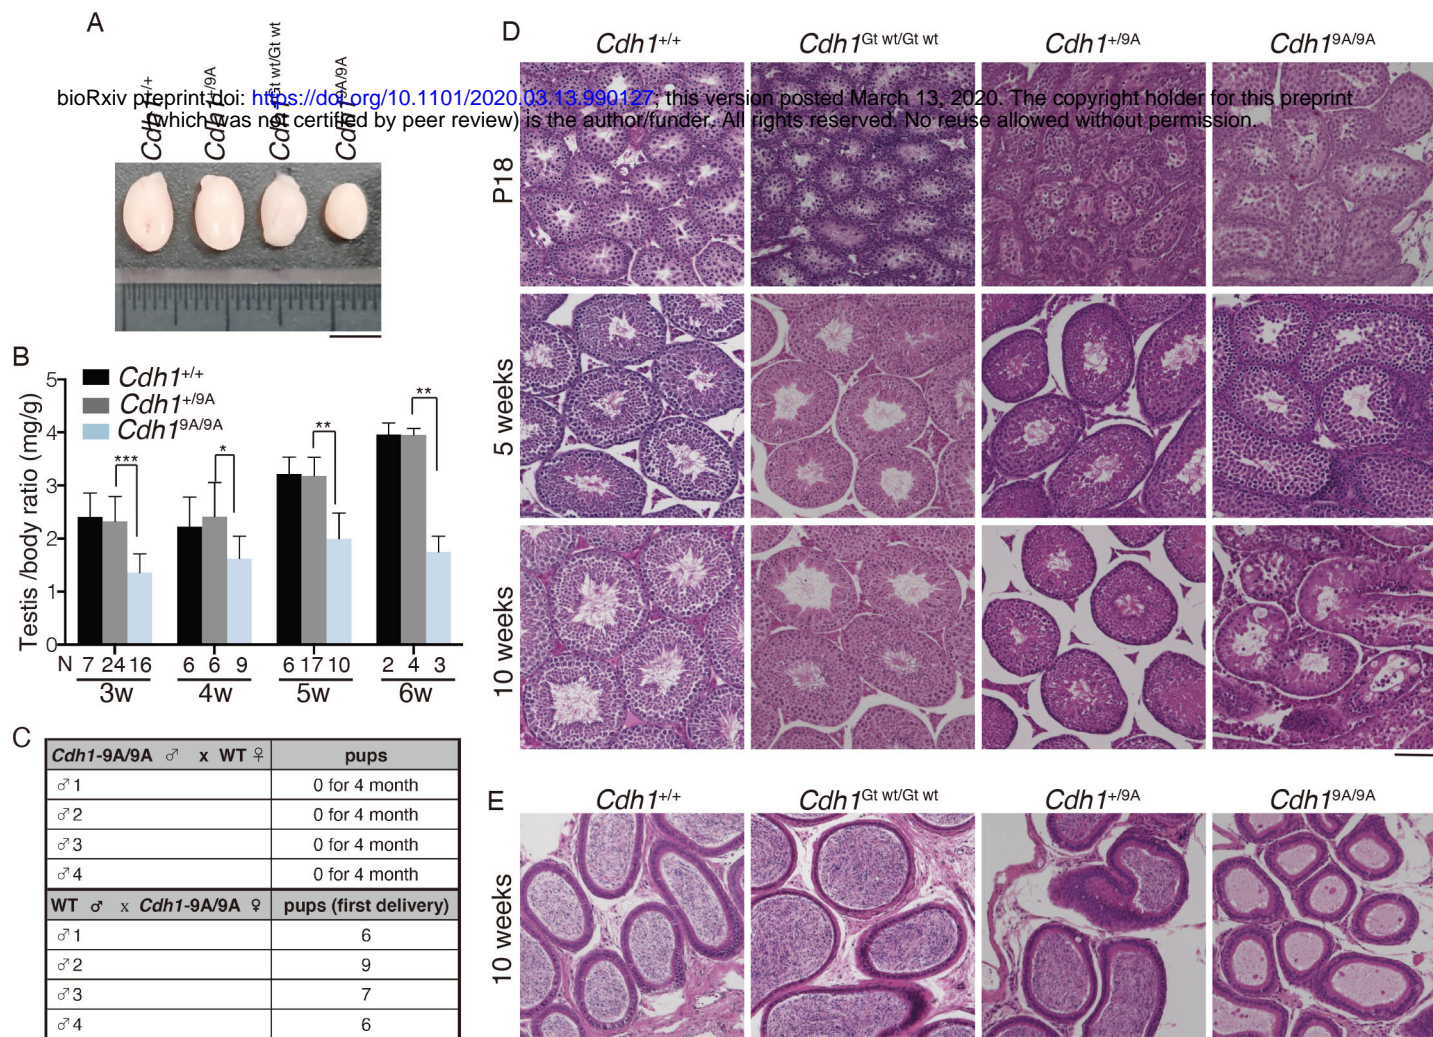 A
Cdh1+/+
Cdh1+/9A
Cdh1Gt wt/Gt wt
Cdh19A/9A
bioRxiv preprint doi: https://doi.org/10.1101/2020.03.13.990127; this version posted March 13, 2020. The copyright holder for this preprint
(which was not certified by peer review) is the author/funder. All rights reserved. No reuse allowed without permission.
B
Testis /body ratio (mg/g)
5
4
3
2
1
0
Cdh1+/+
Cdh1+/9A
Cdh19A/9A
***
*
**
**
N 7 24 16 6 6 9 6 17 10 2 4 3
3w 4w 5w 6w
C
Cdh1-9A/9A ♂ x WT ♀ pups
♂1 0 for 4 month
♂2 0 for 4 month
♂3 0 for 4 month
♂4 0 for 4 month
WT ♂ x Cdh1-9A/9A ♀ pups (first delivery)
♂1 6
♂2 9
♂3 7
♂4 6
D
Cdh1+/+ Cdh1Gt wt/Gt wt Cdh1+/9A Cdh19A/9A
P18
5 weeks
10 weeks
E
Cdh1+/+ Cdh1Gt wt/Gt wt Cdh1+/9A Cdh19A/9A
10 weeks